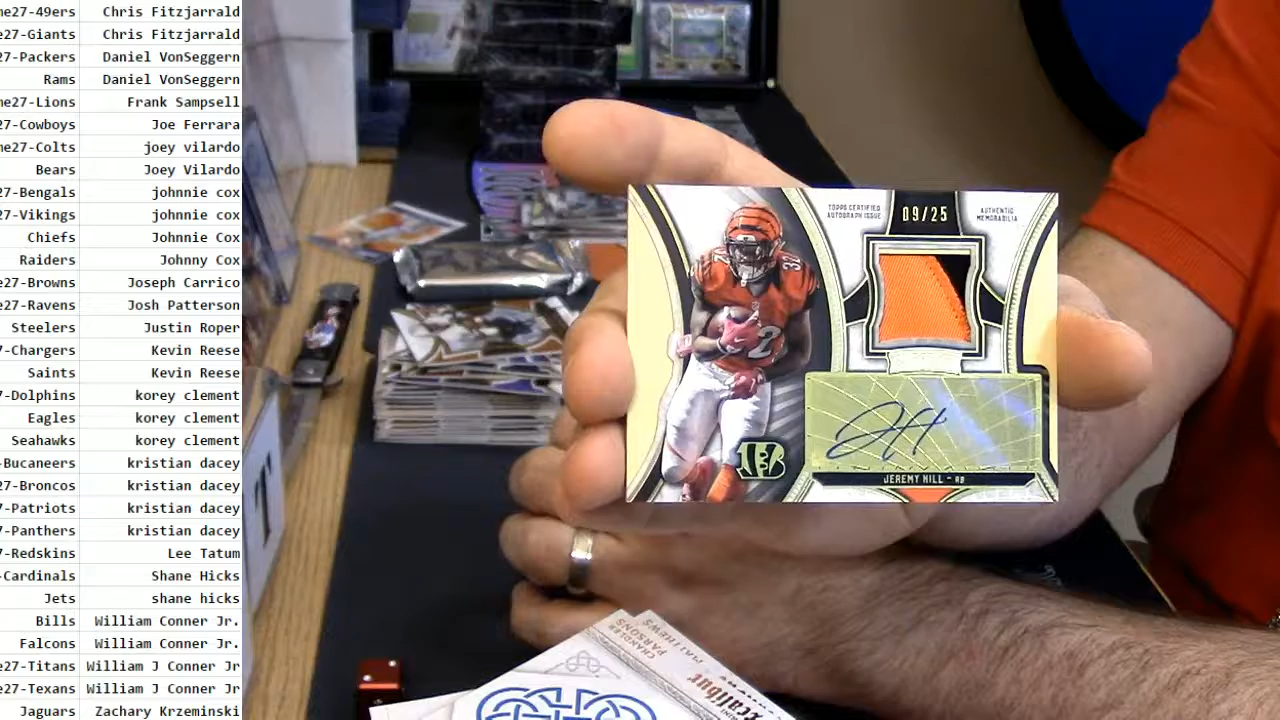 ne27-49ers Chris Fitzjarrald
ne27-Giants Chris Fitzjarrald
27-Packers Daniel VonSeggern
Rams Daniel VonSeggern
ne27-Lions Frank Sampsell
27-Cowboys Joe Ferrara
ne27-Colts joey vilardo
Bears Joey Vilardo
27-Bengals johnnie cox
27-Vikings johnnie cox
Chiefs Johnnie Cox
Raiders Johnny Cox
e27-Browns Joseph Carrico
e27-Ravens Josh Patterson
Steelers Justin Roper
7-Chargers Kevin Reese
Saints Kevin Reese
7-Dolphins korey clement
Eagles korey clement
Seahawks korey clement
-Bucaneers kristian dacey
27-Broncos kristian dacey
-Patriots kristian dacey
7-Panthers kristian dacey
7-Redskins Lee Tatum
-Cardinals Shane Hicks
Jets shane hicks
Bills William Conner Jr.
Falcons William Conner Jr.
e27-Titans William J Conner Jr
e27-Texans William J Conner Jr
Jaguars Zachary Krzeminski
TOPPS CERTIFIED
AUTOGRAPH ISSUE
09/25
AUTHENTIC
MEMORABILIA
32
2
B
JEREMY HILL - RB
CHANDLER
PARSONS
MATTHEWS